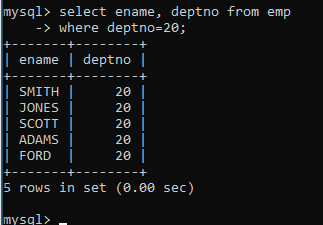 mysql> select ename, deptno from emp
    -> where deptno=20;
+-------+--------+
| ename | deptno |
+-------+--------+
| SMITH |     20 |
| JONES |     20 |
| SCOTT |     20 |
| ADAMS |     20 |
| FORD  |     20 |
+-------+--------+
5 rows in set (0.00 sec)

mysql> _